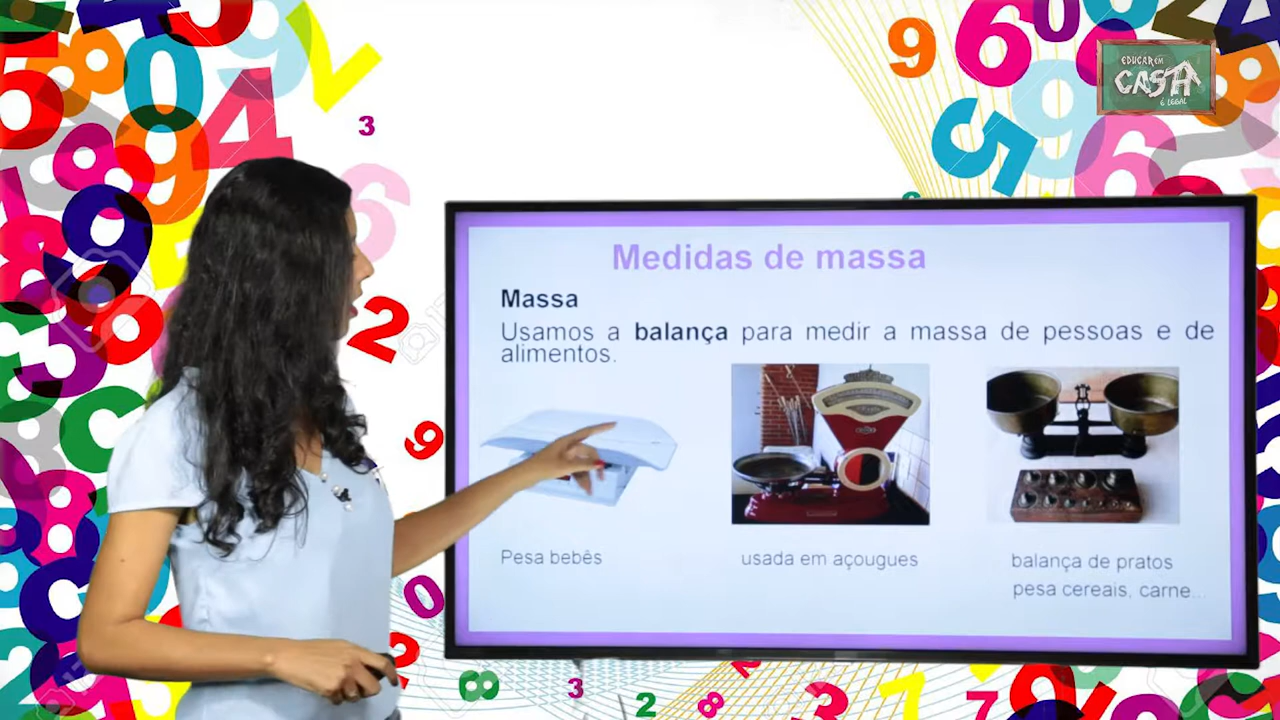 EDUCAR EM
CASA
É LEGAL
Medidas de massa
Massa
Usamos a balança para medir a massa de pessoas e de
alimentos.
Pesa bebês
usada em açougues
balança de pratos
pesa cereais, carne...